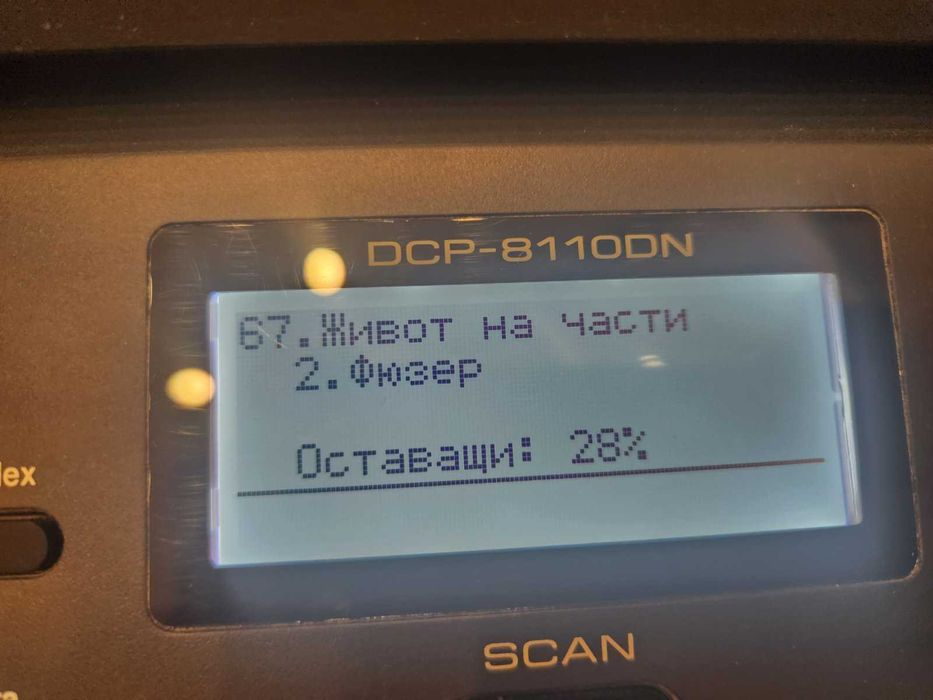 DCP-8110DN
67.Живот на части
2.Фюзер
Оставащи: 28%
SCAN